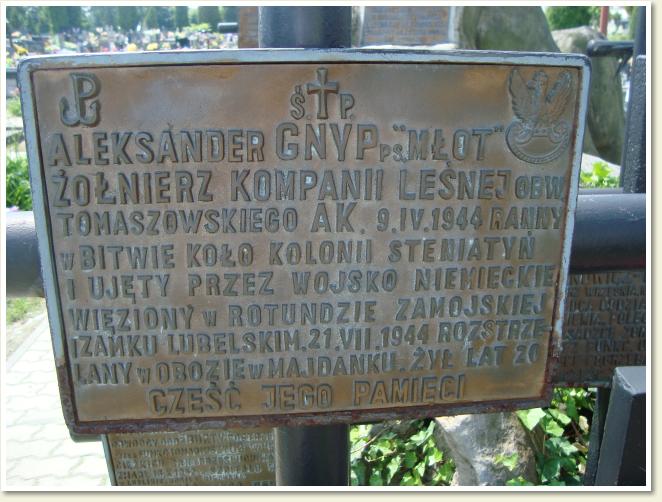 Ś. P.
ALEKSANDER GNYP PS. "MŁOT"
ŻOŁNIERZ KOMPANII LEŚNEJ OBW.
TOMASZOWSKIEGO AK. 9.IV.1944 RANNY
W BITWIE KOŁO KOLONII STENIATYŃ
I UJĘTY PRZEZ WOJSKO NIEMIECKIE
WIĘZIONY W ROTUNDZIE ZAMOJSKIEJ
I ZAMKU LUBELSKIM. 21.VII.1944 ROZSTRZE-
LANY W OBOZIE W MAJDANKU. ŻYŁ LAT 20
CZEŚĆ JEGO PAMIĘCI